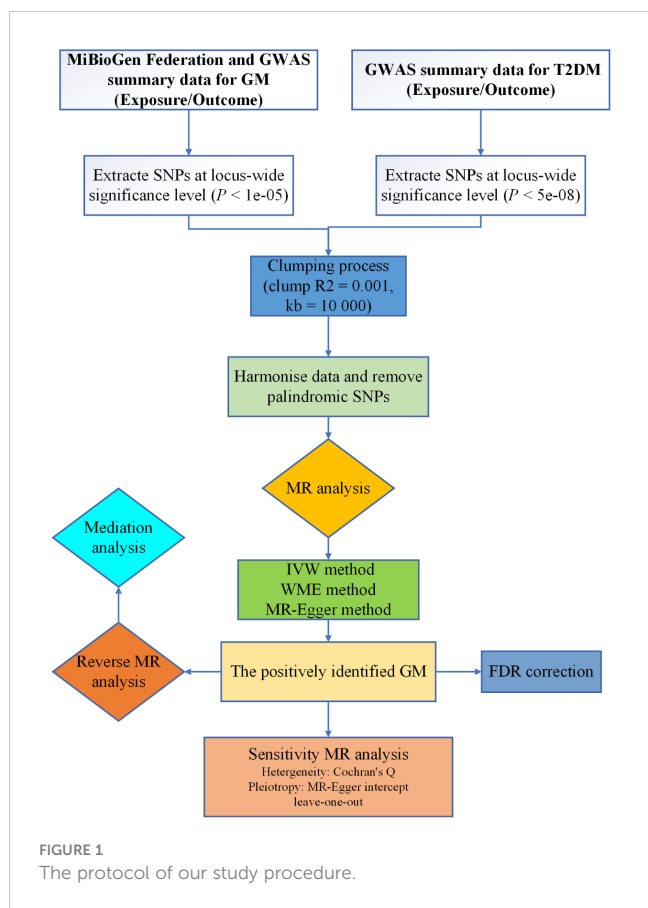 MiBioGen Federation and GWAS
summary data for GM
(Exposure/Outcome)
GWAS summary data for T2DM
(Exposure/Outcome)
Extracte SNPs at locus-wide
significance level (P < 1e-05)
Extracte SNPs at locus-wide
significance level (P < 5e-08)
Clumping process
(clump R2 = 0.001,
kb = 10 000)
Harmonise data and remove
palindromic SNPs
MR analysis
Mediation
analysis
IVW method
WME method
MR-Egger method
Reverse MR
analysis
The positively identified GM
FDR correction
Sensitivity MR analysis
Hetergeneity: Cochran's Q
Pleiotropy: MR-Egger intercept
leave-one-out
FIGURE 1
The protocol of our study procedure.